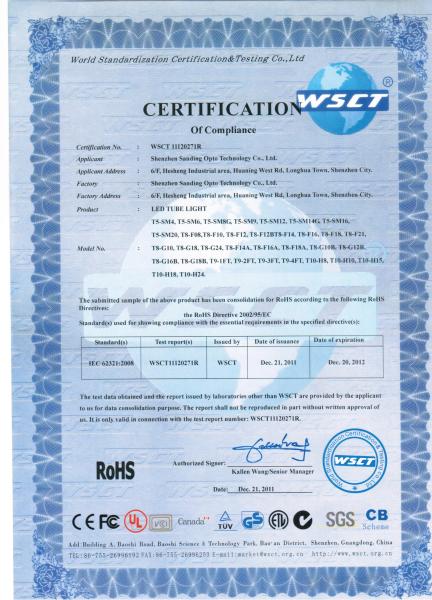 World Standardization Certification&Testing Co.,Ltd
WSCT ®
CERTIFICATION
Of Compliance
Certification No. : WSCT 11120271R
Applicant : Shenzhen Sanding Opto Technology Co., Ltd.
Applicant Address : 6/F, Hesheng Industrial area, Huaning West Rd, Longhua Town, Shenzhen City.
Factory : Shenzhen Sanding Opto Technology Co., Ltd.
Factory Address : 6/F, Hesheng Industrial area, Huaning West Rd, Longhua Town, Shenzhen City.
Product : LED TUBE LIGHT
T5-SM4, T5-SM6, T5-SM8G, T5-SM9, T5-SM12, T5-SM14G, T5-SM16,
T5-SM20, T8-F08,T8-F10, T8-F12, T8-F12BT8-F14, T8-F16, T8-F18, T8-F21,
Model No. : T8-G10, T8-G18, T8-G24, T8-F14A, T8-F16A, T8-F18A, T8-G10B, T8-G12B,
T8-G16B, T8-G18B, T9-1FT, T9-2FT, T9-3FT, T9-4FT, T10-H8, T10-H10, T10-H15,
T10-H18, T10-H24.
The submitted sample of the above product has been consolidation for RoHS according to the following RoHS
Directives:
the RoHS Directive 2002/95/EC
Standard(s) used for showing compliance with the essential requirements in the specified directive(s):
Standard(s) Test report(s) Issued by Date of issuance Date of expiration
IEC 62321:2008 WSCT11120271R WSCT Dec. 21, 2011 Dec. 20, 2012
The test data obtained and the report issued by laboratories other than WSCT are provided by the applicant
to us for data consolidation purpose. The report shall not be reproduced in part without written approval of
us. It is only valid in connection with the test report number: WSCT11120271R.
RoHS
Authorized Signer:
Kallen Wang/Senior Manager
Date: Dec. 21, 2011
World Standardization Certification & Testing Co., Ltd
WSCT
CE FC UL VCI Canada TÜV GS SGS CB
Scheme
Add:Building A, Baoshi Road, Baoshi Science & Technology Park, Bao'an District, Shenzhen, Guangdong, China
TEL:86-755-26996192 FAX:86-755-26996253 E-mail:market@wsct.org.cn http://www.wsct.org.cn